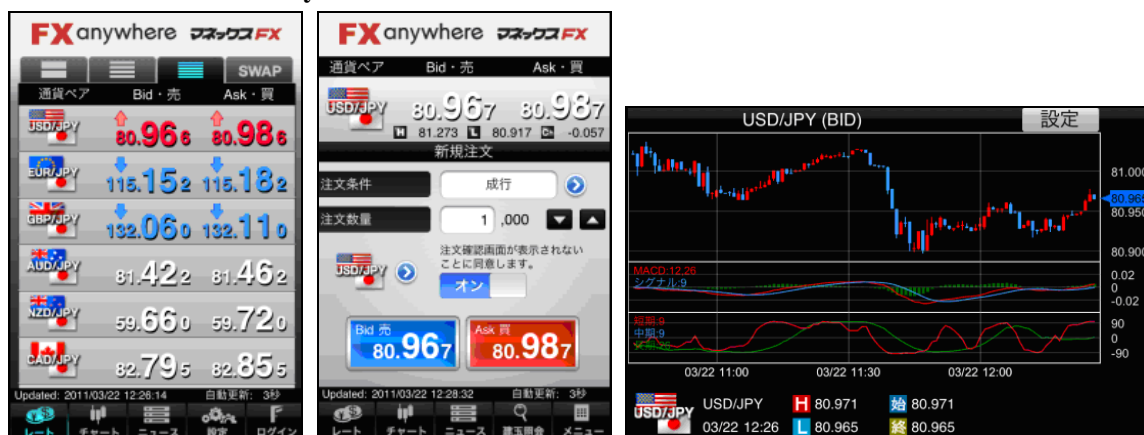 FX anywhere マネックスFX
SWAP
通貨ペア Bid・売 Ask・買
USD/JPY 80.966 80.986
EUR/JPY 115.152 115.182
GBP/JPY 132.060 132.110
AUD/JPY 81.422 81.462
NZD/JPY 59.660 59.720
CAD/JPY 82.795 82.855
Updated: 2011/03/22 12:26:14 自動更新: 3秒
レート チャート ニュース 設定 ログイン
FX anywhere マネックスFX
通貨ペア Bid・売 Ask・買
USD/JPY 80.967 80.987
H 81.273 L 80.917 Ch -0.057
新規注文
注文条件 成行
注文数量 1 ,000
注文確認画面が表示されない
ことに同意します。
USD/JPY オン
Bid 売 Ask 買
80.967 80.987
Updated: 2011/03/22 12:28:32 自動更新: 3秒
レート チャート ニュース 建玉照会 メニュー
USD/JPY (BID) 設定
81.000
80.965
80.950
80.900
MACD:12,26
シグナル:9
0.02
0
-0.02
短期:9
中期:9
90
0
-90
03/22 11:00 03/22 11:30 03/22 12:00
USD/JPY USD/JPY H 80.971 始 80.971
03/22 12:26 L 80.965 終 80.965